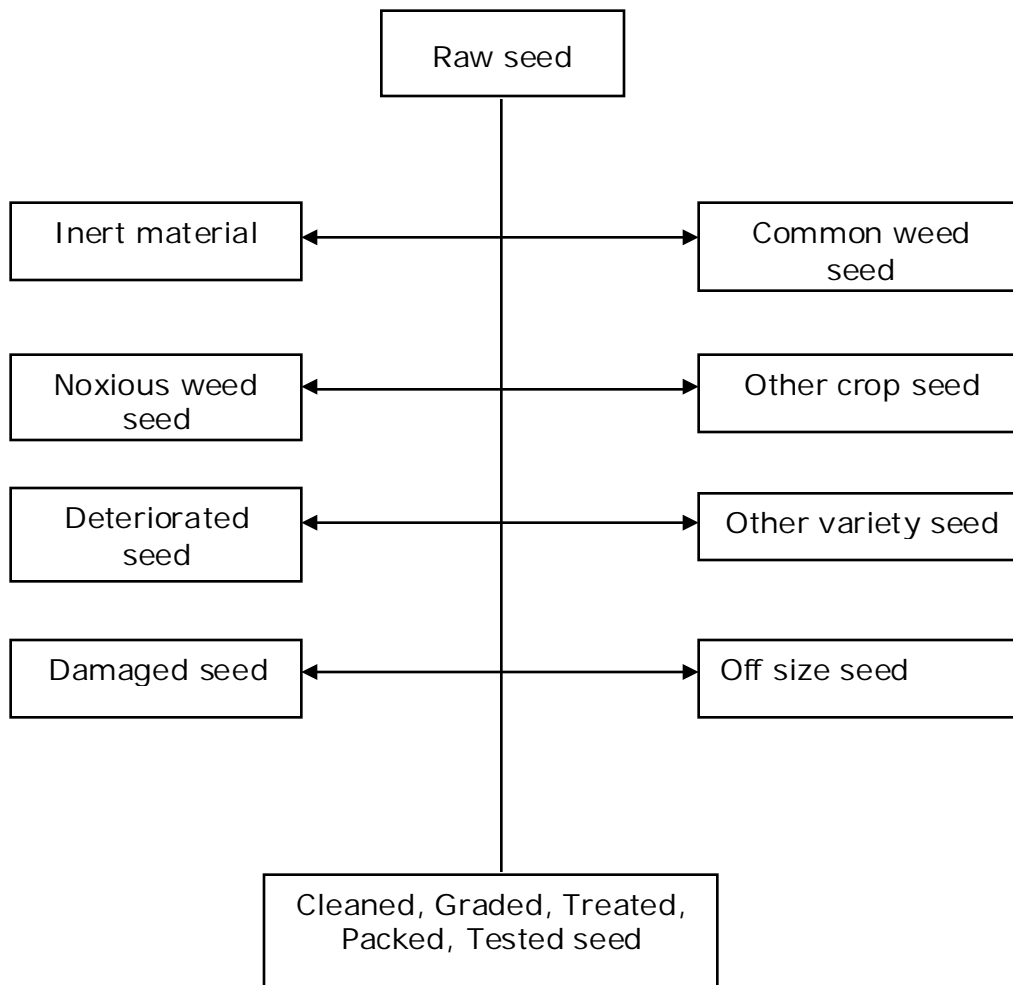 Raw seed
Inert material
Common weed
seed
Noxious weed
seed
Other crop seed
Deteriorated
seed
Other variety seed
Damaged seed
Off size seed
Cleaned, Graded, Treated,
Packed, Tested seed